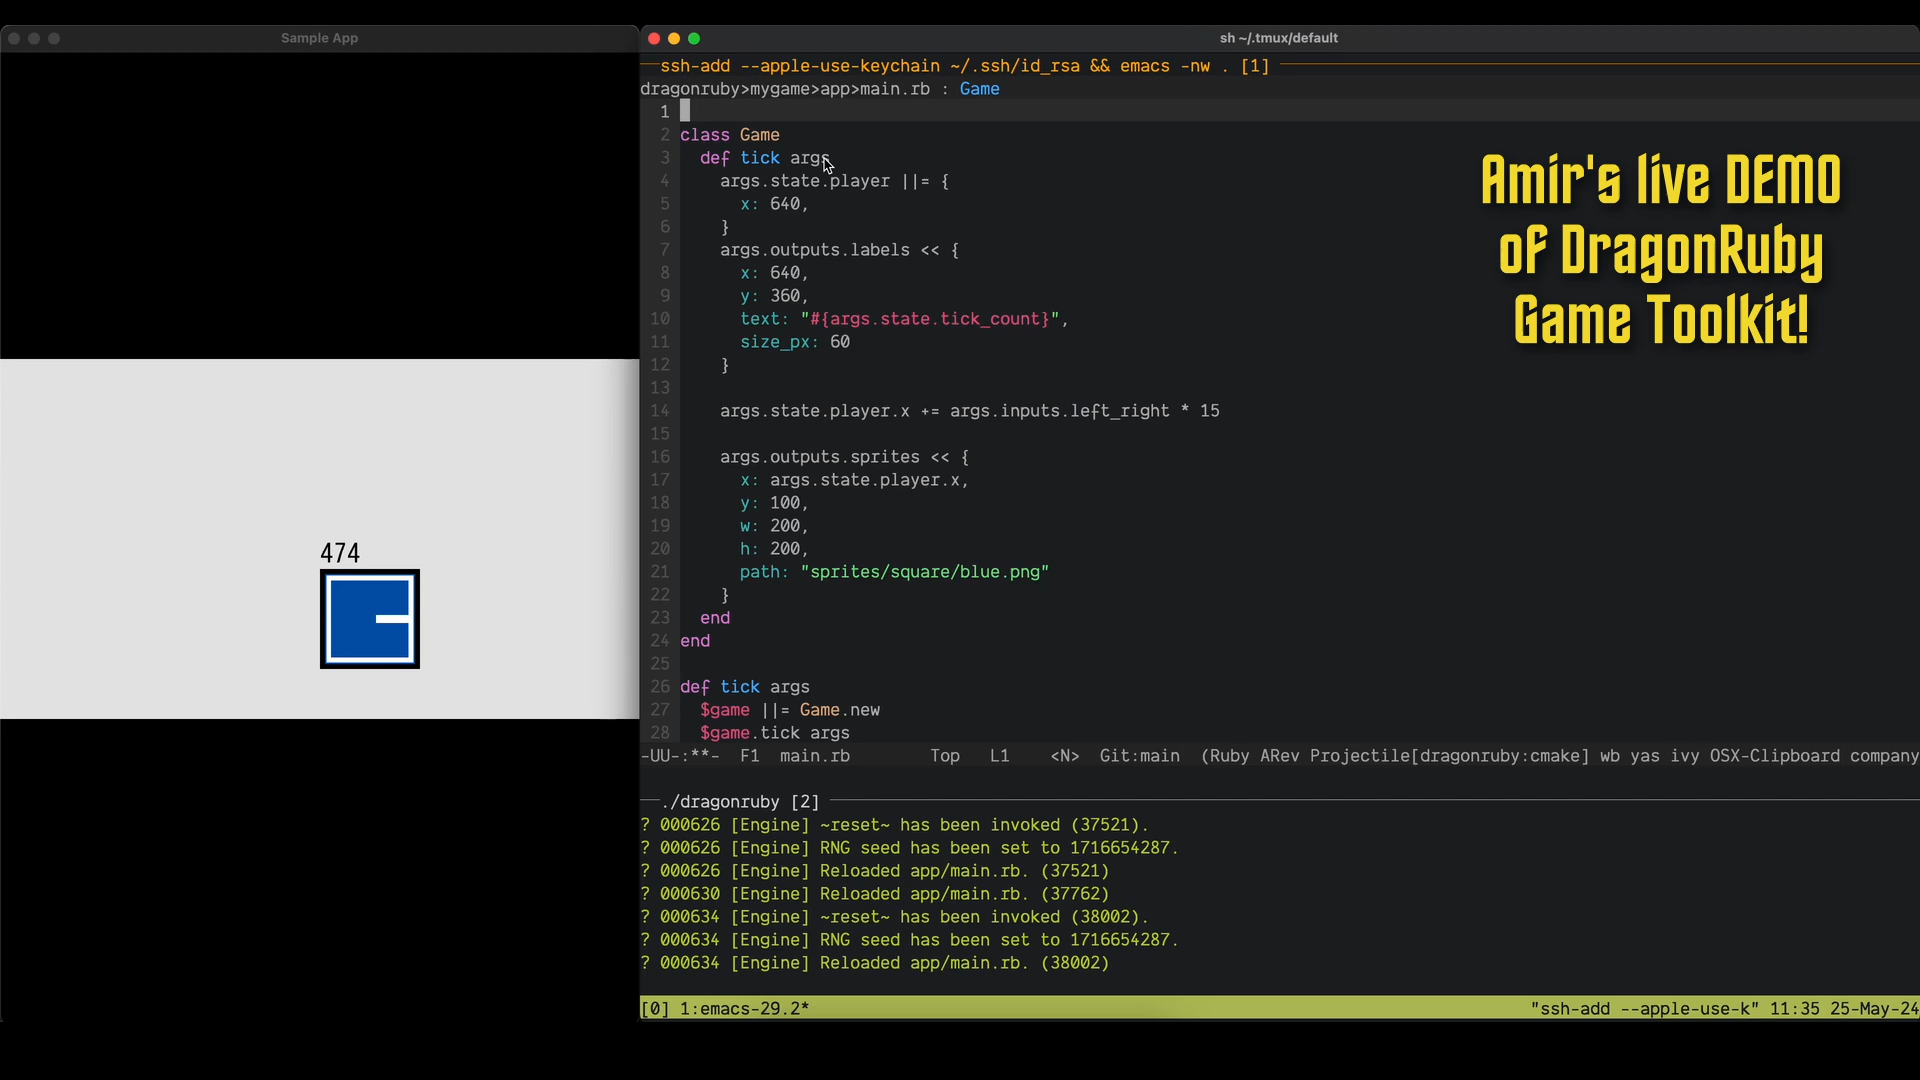 Sample App
474
sh ~/.tmux/default
ssh-add --apple-use-keychain ~/.ssh/id_rsa && emacs -nw . [1]
dragonruby>mygame>app>main.rb : Game
1
2 class Game
3   def tick args
4     args.state.player ||= {
5       x: 640,
6     }
7     args.outputs.labels << {
8       x: 640,
9       y: 360,
10       text: "#{args.state.tick_count}",
11       size_px: 60
12     }
13
14     args.state.player.x += args.inputs.left_right * 15
15
16     args.outputs.sprites << {
17       x: args.state.player.x,
18       y: 100,
19       w: 200,
20       h: 200,
21       path: "sprites/square/blue.png"
22     }
23   end
24 end
25
26 def tick args
27   $game ||= Game.new
28   $game.tick args
-UU-:**-  F1  main.rb        Top   L1    <N>  Git:main  (Ruby ARev Projectile[dragonruby:cmake] wb yas ivy OSX-Clipboard company
./dragonruby [2]
? 000626 [Engine] ~reset~ has been invoked (37521).
? 000626 [Engine] RNG seed has been set to 1716654287.
? 000626 [Engine] Reloaded app/main.rb. (37521)
? 000630 [Engine] Reloaded app/main.rb. (37762)
? 000634 [Engine] ~reset~ has been invoked (38002).
? 000634 [Engine] RNG seed has been set to 1716654287.
? 000634 [Engine] Reloaded app/main.rb. (38002)
[0] 1:emacs-29.2*    "ssh-add --apple-use-k" 11:35 25-May-24
Amir's live DEMO
of DragonRuby
Game Toolkit!